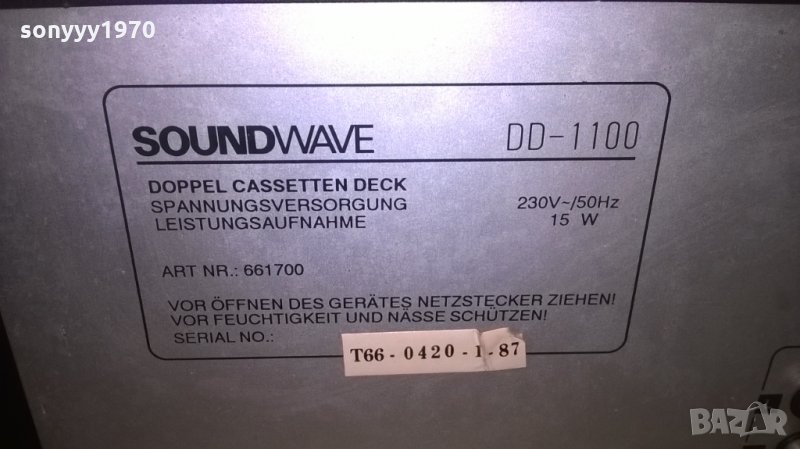 sonyyy1970
SOUNDWAVE DD-1100
DOPPEL CASSETTEN DECK
SPANNUNGSVERSORGUNG 230V~/50Hz
LEISTUNGSAUFNAHME 15 W
ART NR.: 661700
VOR ÖFFNEN DES GERÄTES NETZSTECKER ZIEHEN!
VOR FEUCHTIGKEIT UND NÄSSE SCHÜTZEN!
SERIAL NO.: T66 - 0420 - 1 - 87
BAZAR